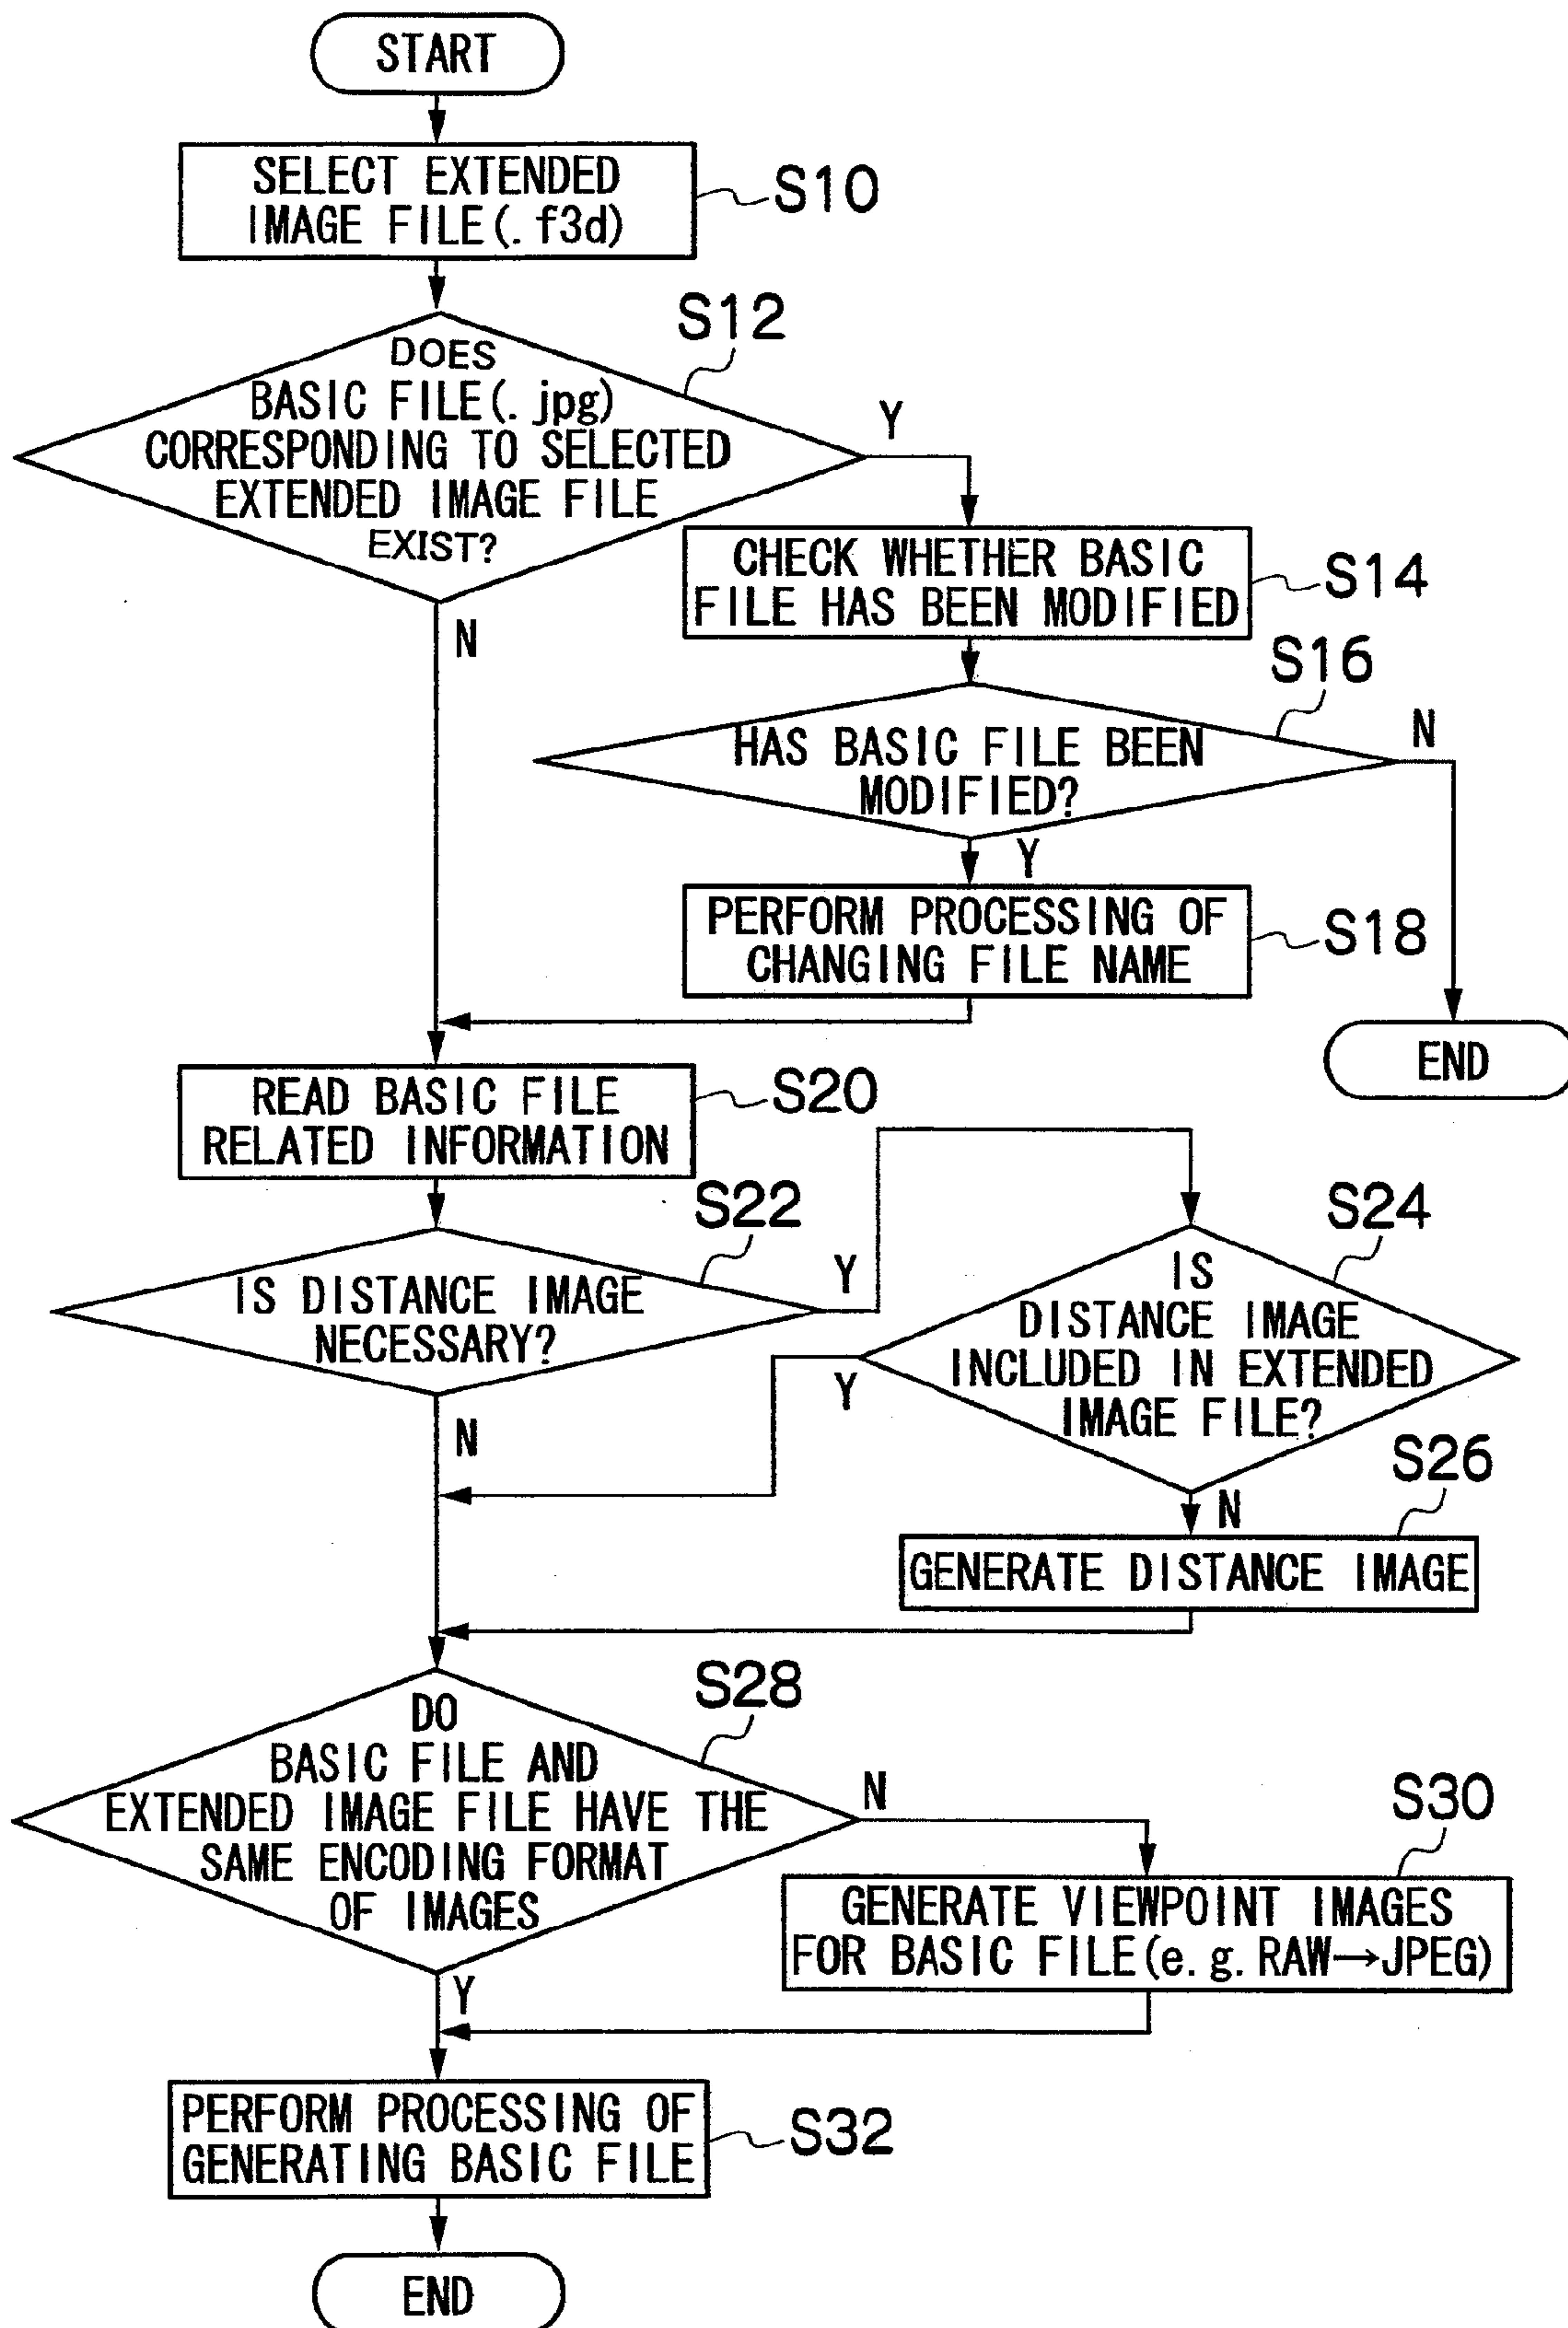 START
SELECT EXTENDED
IMAGE FILE(.f3d)
S10
S12
DOES
BASIC FILE(.jpg)
CORRESPONDING TO SELECTED
EXTENDED IMAGE FILE
EXIST?
Y
N
CHECK WHETHER BASIC
FILE HAS BEEN MODIFIED
S14
S16
HAS BASIC FILE BEEN
MODIFIED?
N
Y
PERFORM PROCESSING OF
CHANGING FILE NAME
S18
END
READ BASIC FILE
RELATED INFORMATION
S20
S22
IS DISTANCE IMAGE
NECESSARY?
Y
N
S24
IS
DISTANCE IMAGE
INCLUDED IN EXTENDED
IMAGE FILE?
Y
N
S26
GENERATE DISTANCE IMAGE
S28
DO
BASIC FILE AND
EXTENDED IMAGE FILE HAVE THE
SAME ENCODING FORMAT
OF IMAGES
N
Y
S30
GENERATE VIEWPOINT IMAGES
FOR BASIC FILE(e.g.RAW→JPEG)
PERFORM PROCESSING OF
GENERATING BASIC FILE
S32
END